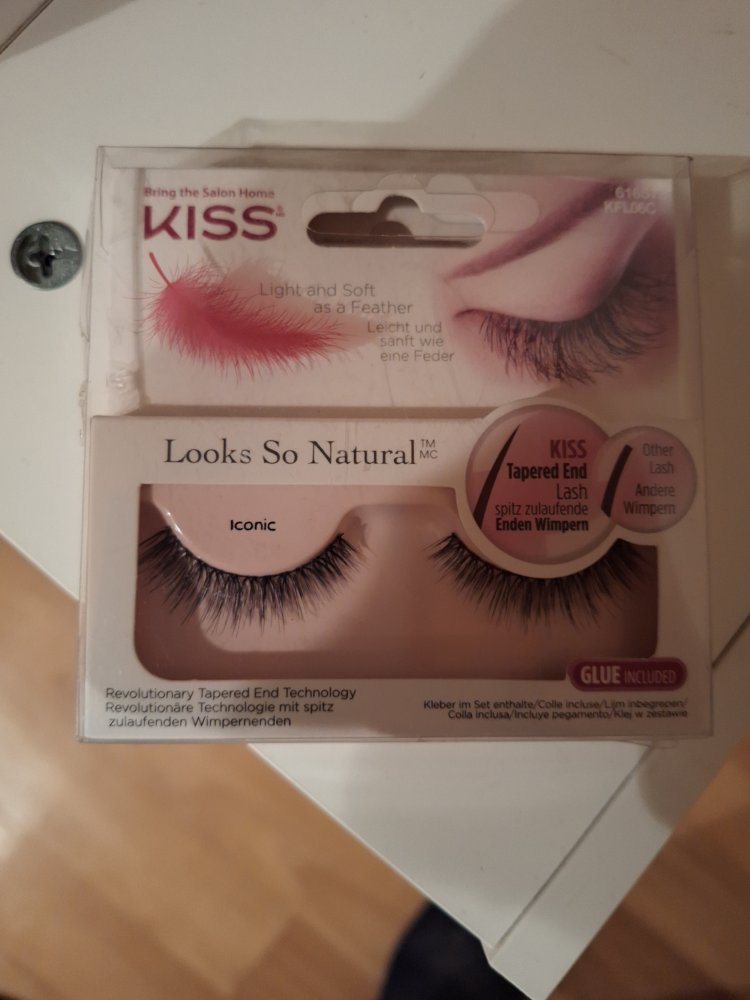 Bring the Salon Home
KISS
KFL06C
Light and Soft
as a Feather
Leicht und
sanft wie
eine Feder
Looks So Natural™
MC
KISS
Tapered End
Lash
spitz zulaufende
Enden Wimpern
Other
Lash
Andere
Wimpern
Iconic
GLUE INCLUDED
Revolutionary Tapered End Technology
Revolutionäre Technologie mit spitz
zulaufenden Wimpernenden
Kleber im Set enthalte/Colle incluse/Lijm inbegrepen/
Colla inclusa/Incluye pegamento/Klej w zestawie